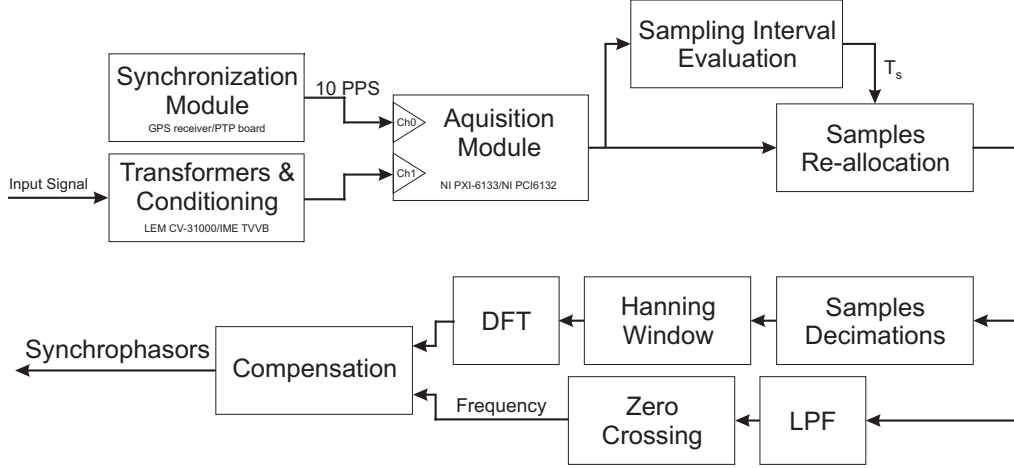 Synchronization
Module
GPS receiver/PTP board
10 PPS
Input Signal
Transformers &
Conditioning
LEM CV-31000/IME TVVB
Ch0
Ch1
Aquisition
Module
NI PXI-6133/NI PCI6132
Sampling Interval
Evaluation
Ts
Samples
Re-allocation
Samples
Decimations
Hanning
Window
DFT
LPF
Zero
Crossing
Frequency
Compensation
Synchrophasors